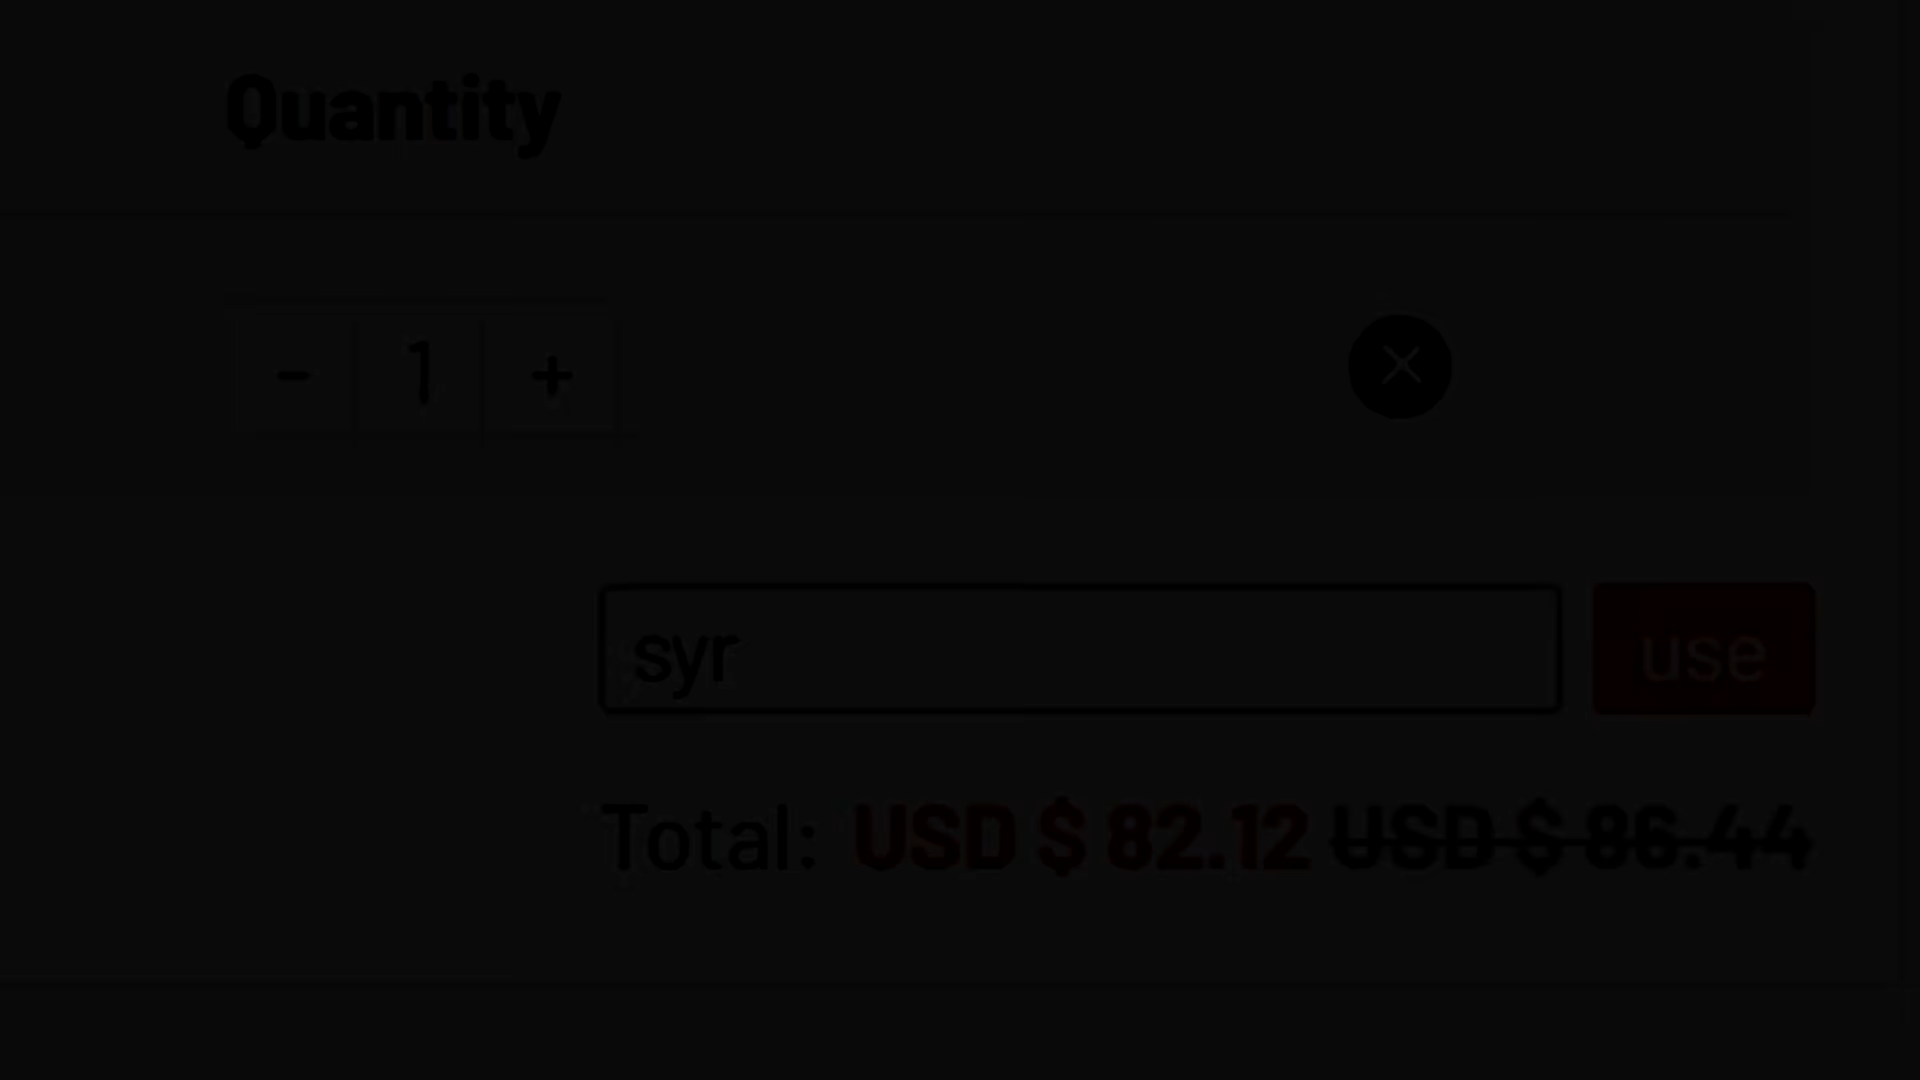 Quantity
- 1 +
syr use
Total: USD $ 82.12 USD $ 86.44